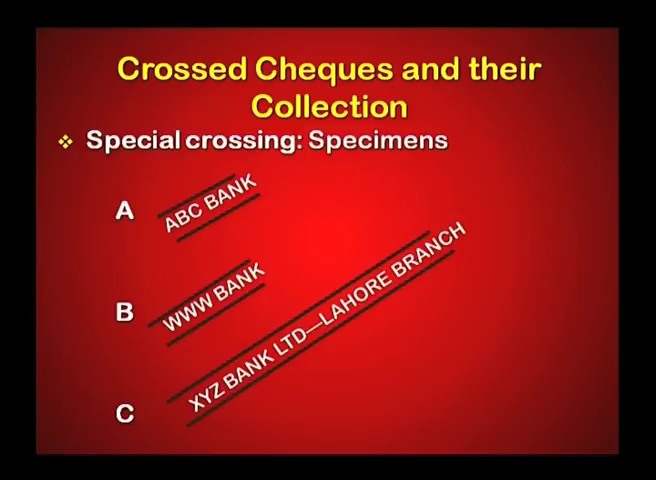 Crossed Cheques and their
Collection
❖ Special crossing: Specimens
A
ABC BANK
B
WWW BANK
C
XYZ BANK LTD—LAHORE BRANCH